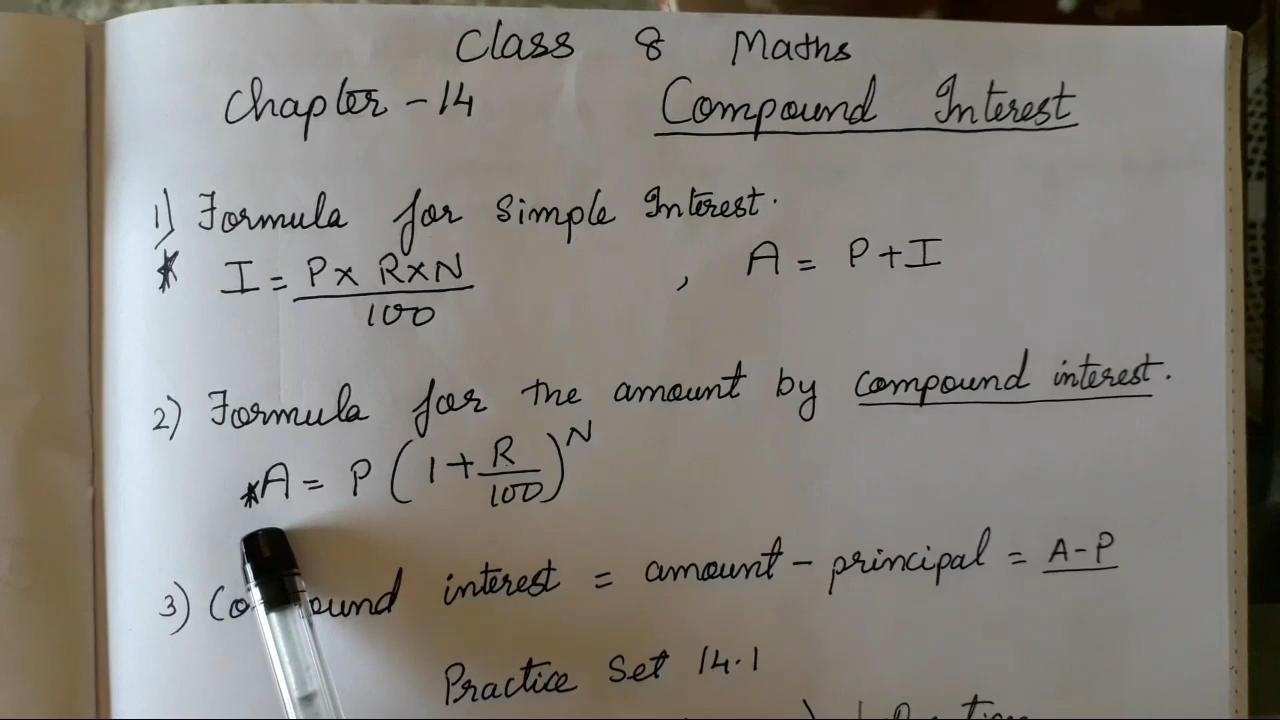 Class 8 Maths
Chapter - 14 Compound Interest
1) Formula for simple Interest.
* I = P x R x N / 100 , A = P + I
2) Formula for the amount by compound interest.
* A = P ( 1 + R / 100 )^N
3) Co ound interest = amount - principal = A - P
Practice Set 14.1